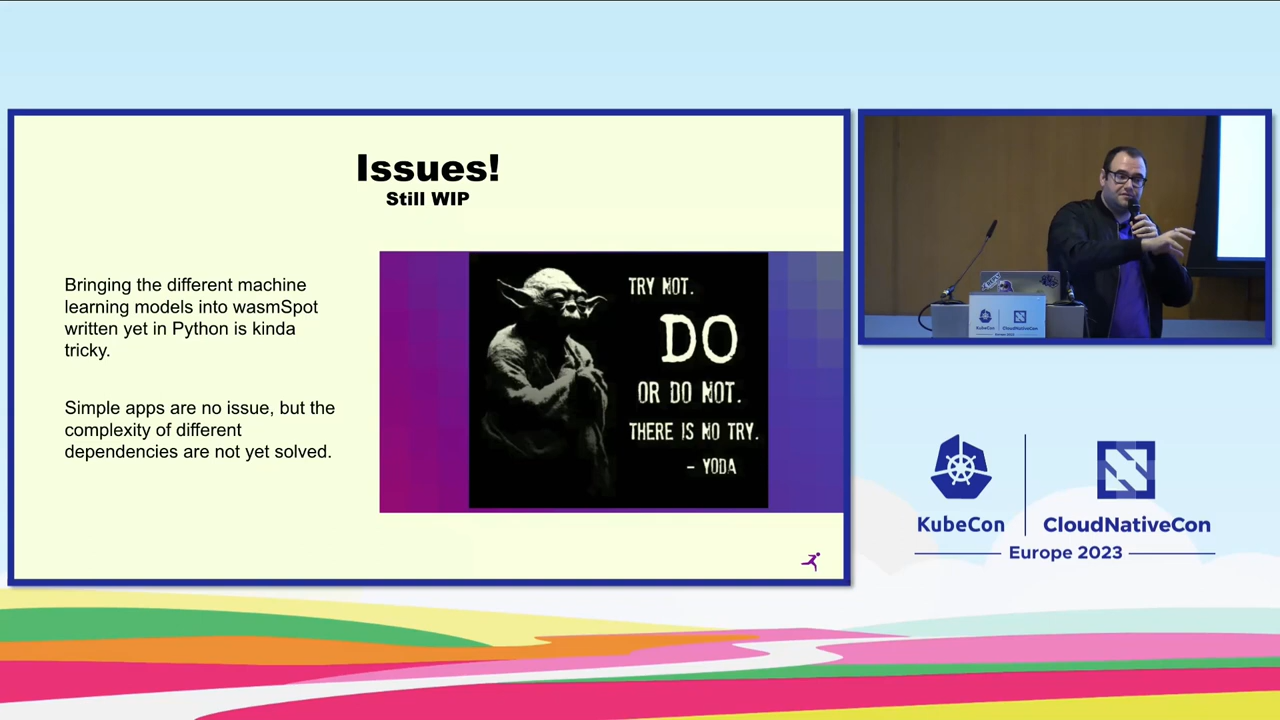 Issues!
Still WIP
Bringing the different machine
learning models into wasmSpot
written yet in Python is kinda
tricky.
Simple apps are no issue, but the
complexity of different
dependencies are not yet solved.
TRY NOT.
DO
OR DO NOT.
THERE IS NO TRY.
- YODA
KubeCon
CloudNativeCon
KubeCon
CloudNativeCon
Europe 2023